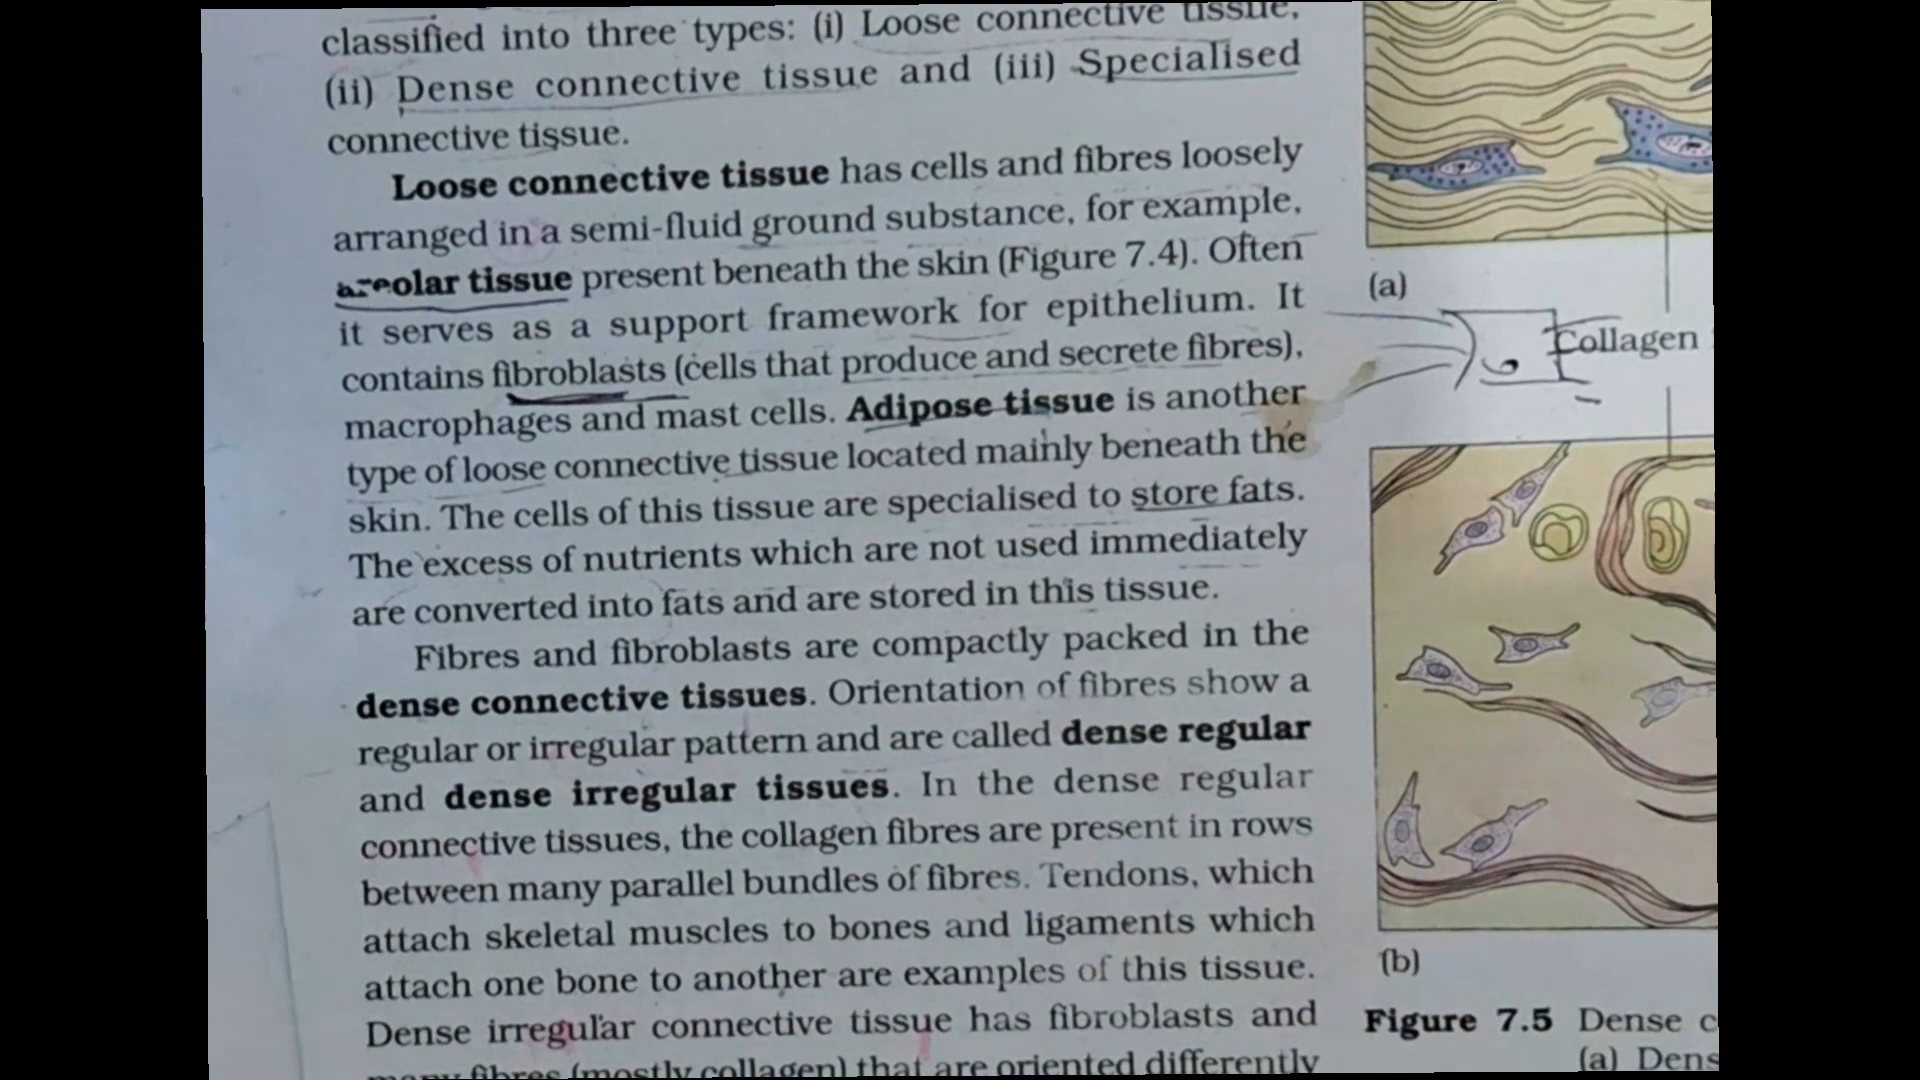 classified into three types: (i) Loose connective tissue,
(ii) Dense connective tissue and (iii) Specialised
connective tissue.
Loose connective tissue has cells and fibres loosely
arranged in a semi-fluid ground substance, for example,
areolar tissue present beneath the skin (Figure 7.4). Often
it serves as a support framework for epithelium. It
contains fibroblasts (cells that produce and secrete fibres),
macrophages and mast cells. Adipose tissue is another
type of loose connective tissue located mainly beneath the
skin. The cells of this tissue are specialised to store fats.
The excess of nutrients which are not used immediately
are converted into fats and are stored in this tissue.
Fibres and fibroblasts are compactly packed in the
dense connective tissues. Orientation of fibres show a
regular or irregular pattern and are called dense regular
and dense irregular tissues. In the dense regular
connective tissues, the collagen fibres are present in rows
between many parallel bundles of fibres. Tendons, which
attach skeletal muscles to bones and ligaments which
attach one bone to another are examples of this tissue.
Dense irregular connective tissue has fibroblasts and
many fibres (mostly collagen) that are oriented differently
(a)
Collagen
(b)
Figure 7.5 Dense c
(a) Dens